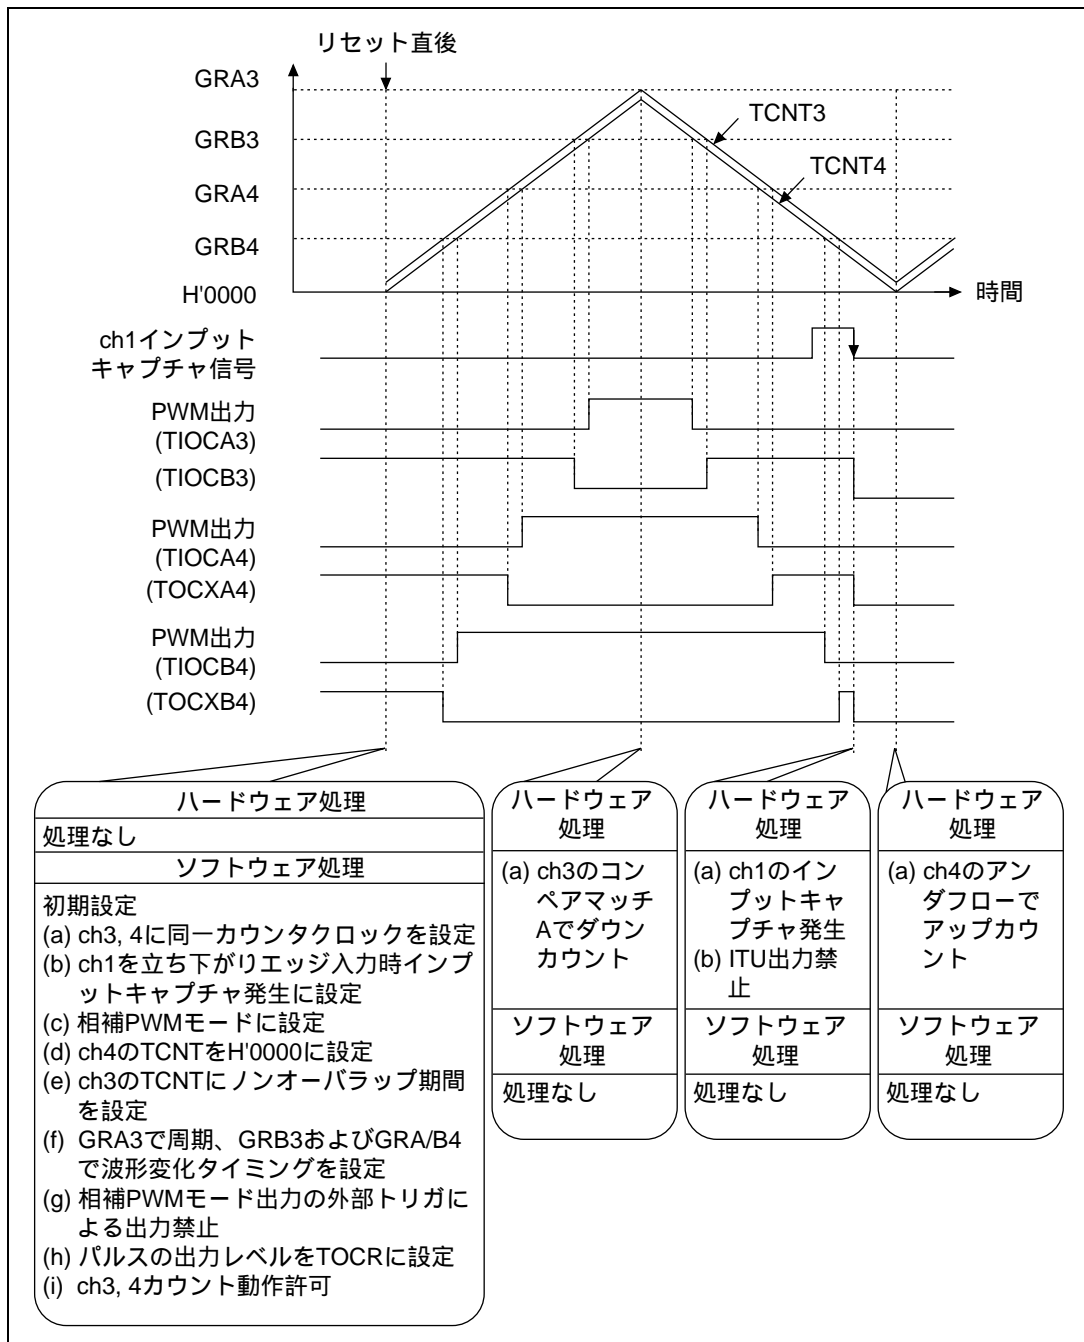 リセット直後
GRA3
GRB3
GRA4
GRB4
H'0000
TCNT3
TCNT4
時間
ch1インプット
キャプチャ信号
PWM出力
(TIOCA3)
(TIOCB3)
PWM出力
(TIOCA4)
(TOCXA4)
PWM出力
(TIOCB4)
(TOCXB4)
ハードウェア処理
処理なし
ソフトウェア処理
初期設定
(a) ch3, 4に同一カウンタクロックを設定
(b) ch1を立ち下がりエッジ入力時インプ
ットキャプチャ発生に設定
(c) 相補PWMモードに設定
(d) ch4のTCNTをH'0000に設定
(e) ch3のTCNTにノンオーバラップ期間
を設定
(f) GRA3で周期、GRB3およびGRA/B4
で波形変化タイミングを設定
(g) 相補PWMモード出力の外部トリガに
よる出力禁止
(h) パルスの出力レベルをTOCRに設定
(i) ch3, 4カウント動作許可
ハードウェア
処理
(a) ch3のコン
ペアマッチ
Aでダウン
カウント
ソフトウェア
処理
処理なし
ハードウェア
処理
(a) ch1のイン
プットキャ
プチャ発生
(b) ITU出力禁
止
ソフトウェア
処理
処理なし
ハードウェア
処理
(a) ch4のアン
ダフローで
アップカウ
ント
ソフトウェア
処理
処理なし